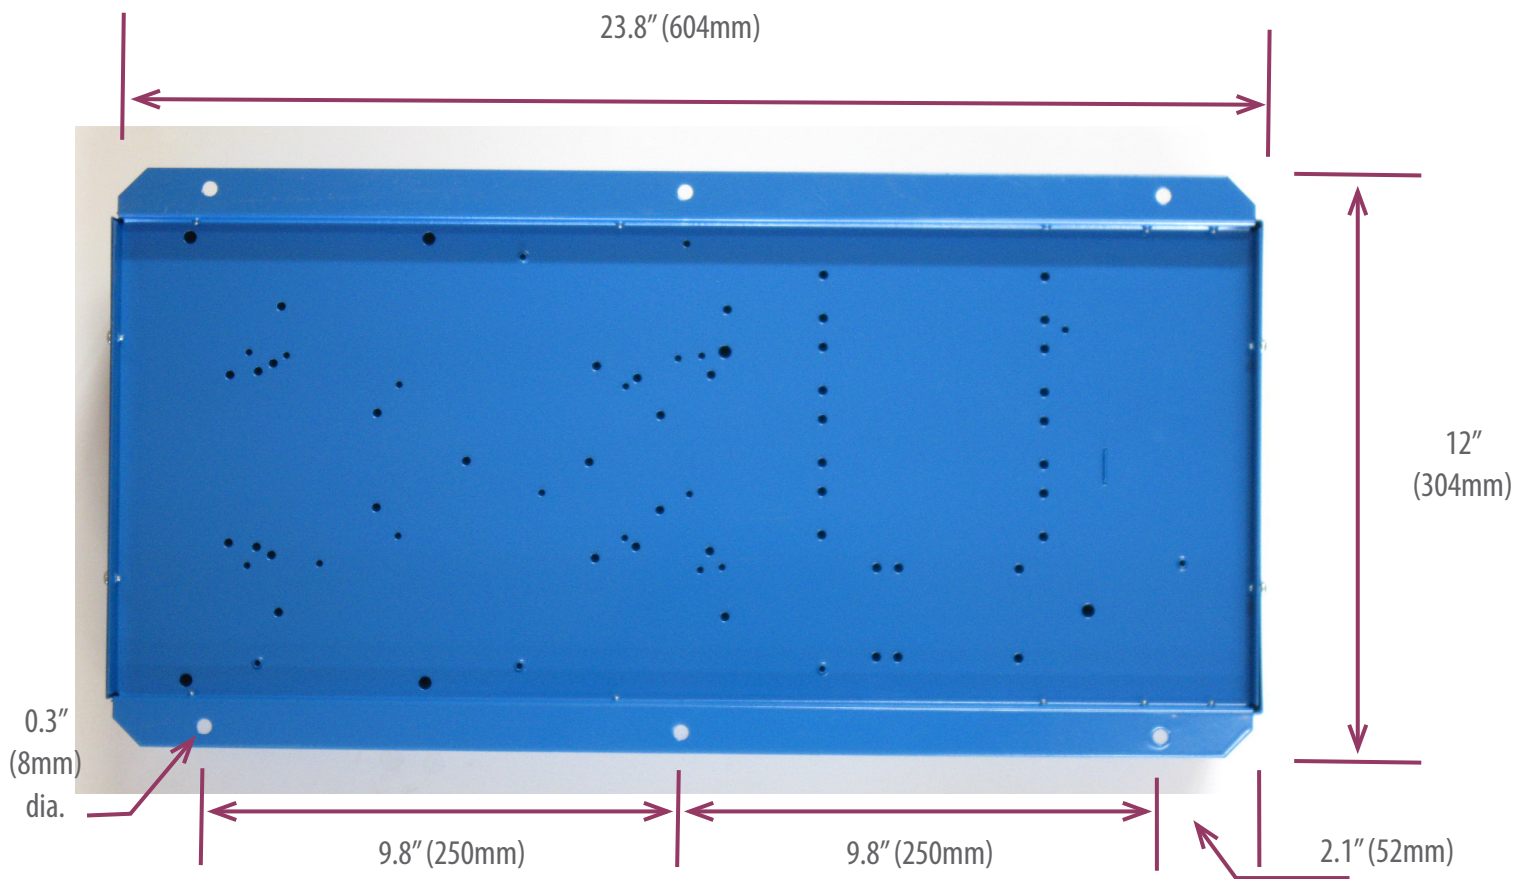 23.8" (604mm)
12"
(304mm)
0.3"
(8mm)
dia.
9.8" (250mm)
9.8" (250mm)
2.1" (52mm)